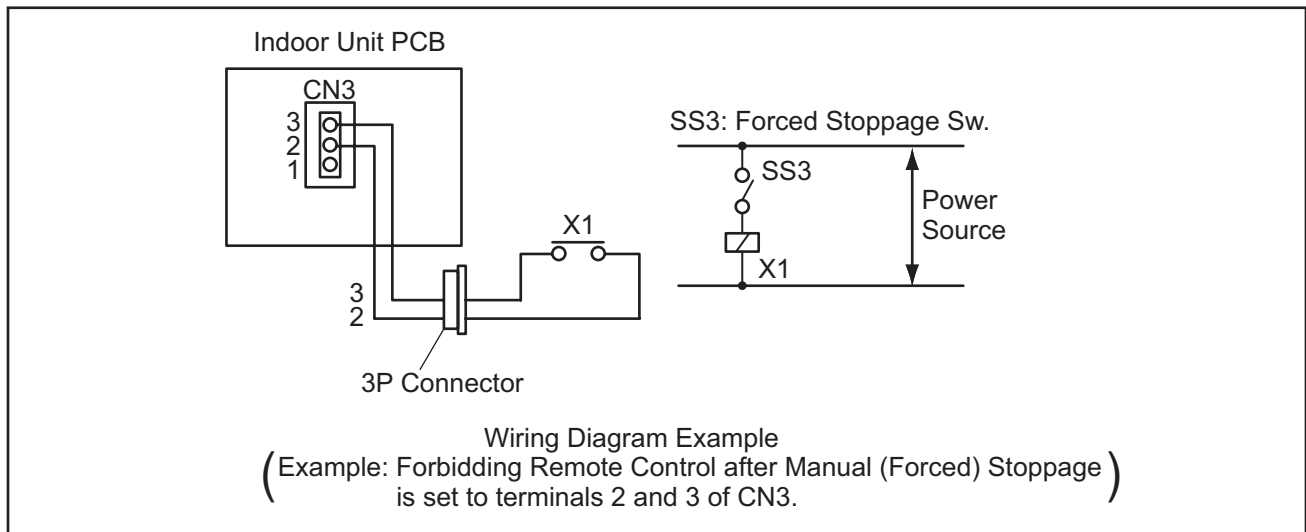 Indoor Unit PCB
CN3
3
2
1
3
2
3P Connector
X1
SS3: Forced Stoppage Sw.
SS3
X1
Power
Source
Wiring Diagram Example
(Example: Forbidding Remote Control after Manual (Forced) Stoppage
is set to terminals 2 and 3 of CN3.)